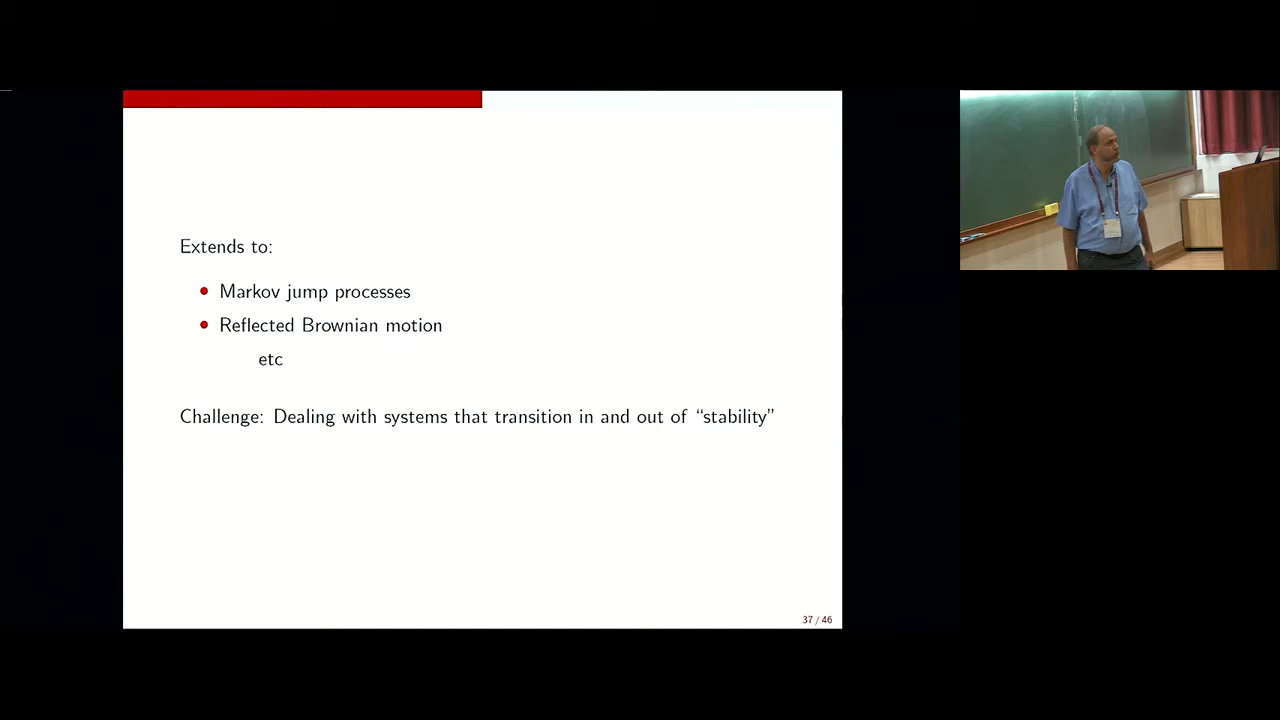 Extends to:
Markov jump processes
Reflected Brownian motion
etc
Challenge: Dealing with systems that transition in and out of “stability”
37 / 46